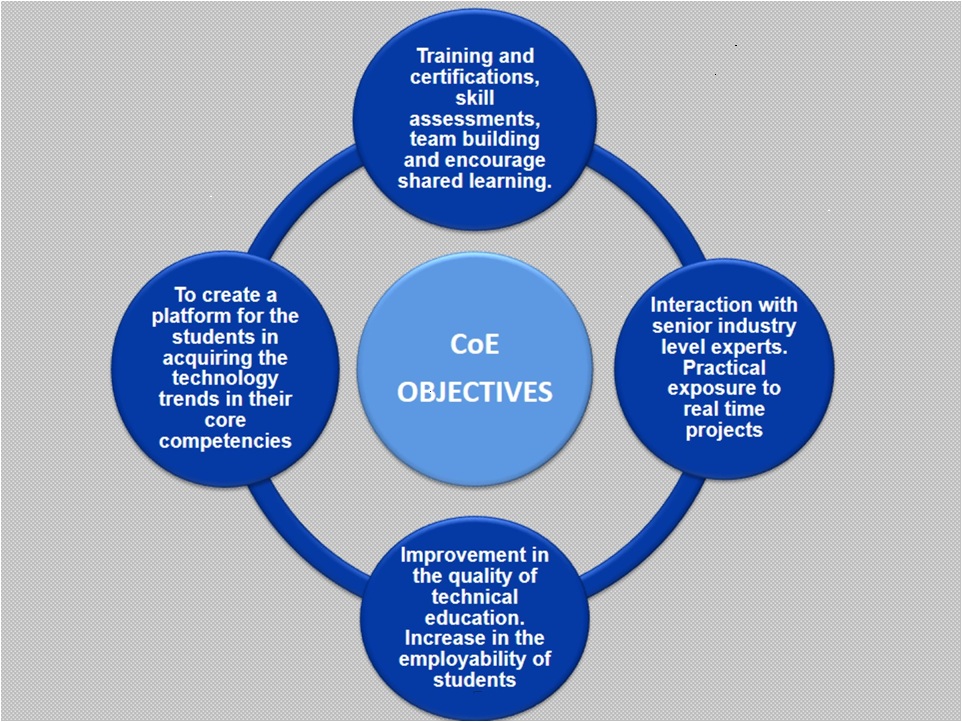 Training and
certifications,
skill
assessments,
team building
and encourage
shared learning.
To create a
platform for the
students in
acquiring the
technology
trends in their
core
competencies
CoE
OBJECTIVES
Interaction with
senior industry
level experts.
Practical
exposure to
real time
projects
Improvement in
the quality of
technical
education.
Increase in the
employability of
students